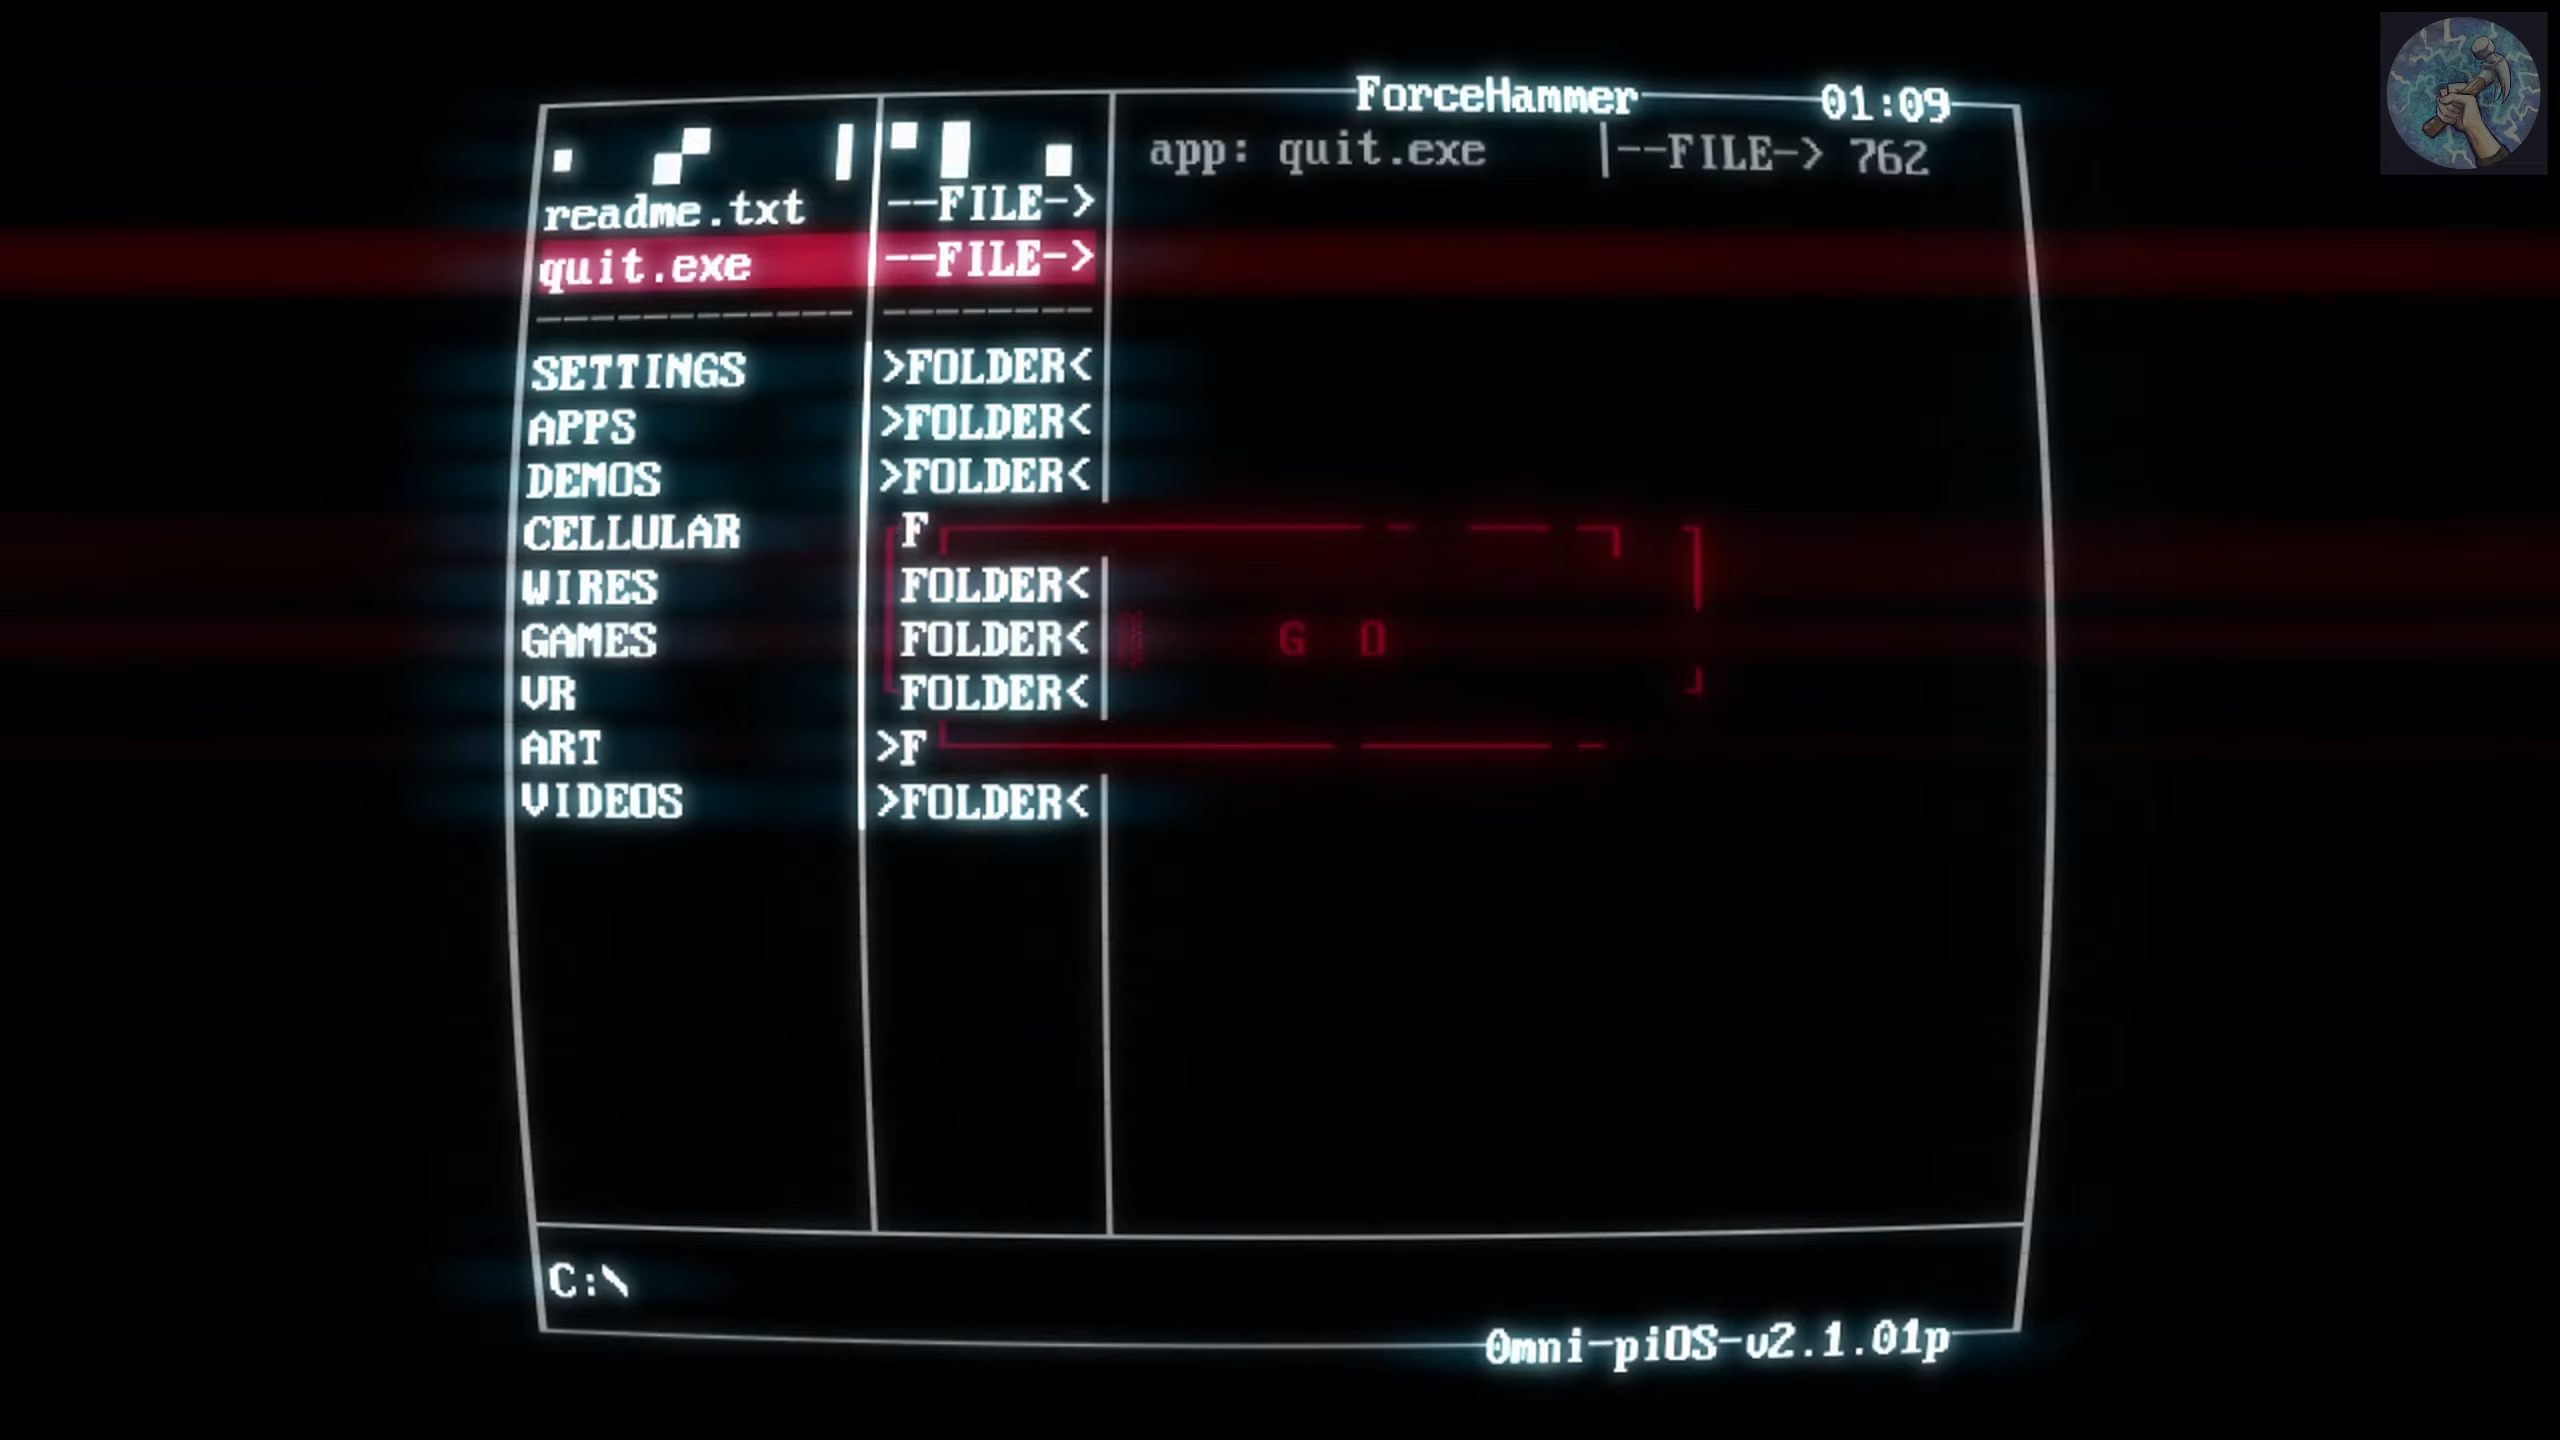 ForceHammer 01:09
app: quit.exe --FILE-> 762
readme.txt --FILE->
quit.exe --FILE->
SETTINGS >FOLDER<
APPS >FOLDER<
DEMOS >FOLDER<
CELLULAR F
WIRES FOLDER<
GAMES FOLDER< G O
VR FOLDER<
ART >F
VIDEOS >FOLDER<
C:\
0mni-piOS-v2.1.01p